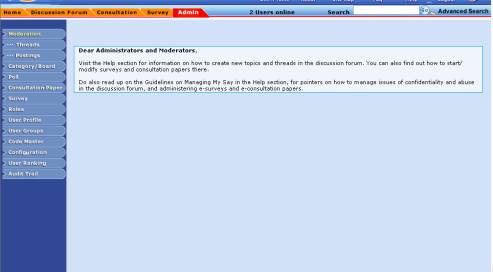 Home Discussion Forum Consultation Survey Admin 2 Users online Search Go Advanced Search
Moderation
--- Threads
--- Postings
Category/Board
Poll
Consultation Paper
Survey
Roles
User Profile
User Groups
Code Master
Configuration
User Ranking
Audit Trail
Dear Administrators and Moderators,
Visit the Help section for information on how to create new topics and threads in the discussion forum. You can also find out how to start/
modify surveys and consultation papers there.
Do also read up on the Guidelines on Managing My Say in the Help section, for pointers on how to manage issues of confidentiality and abuse
in the discussion forum, and administering e-surveys and e-consultation papers.